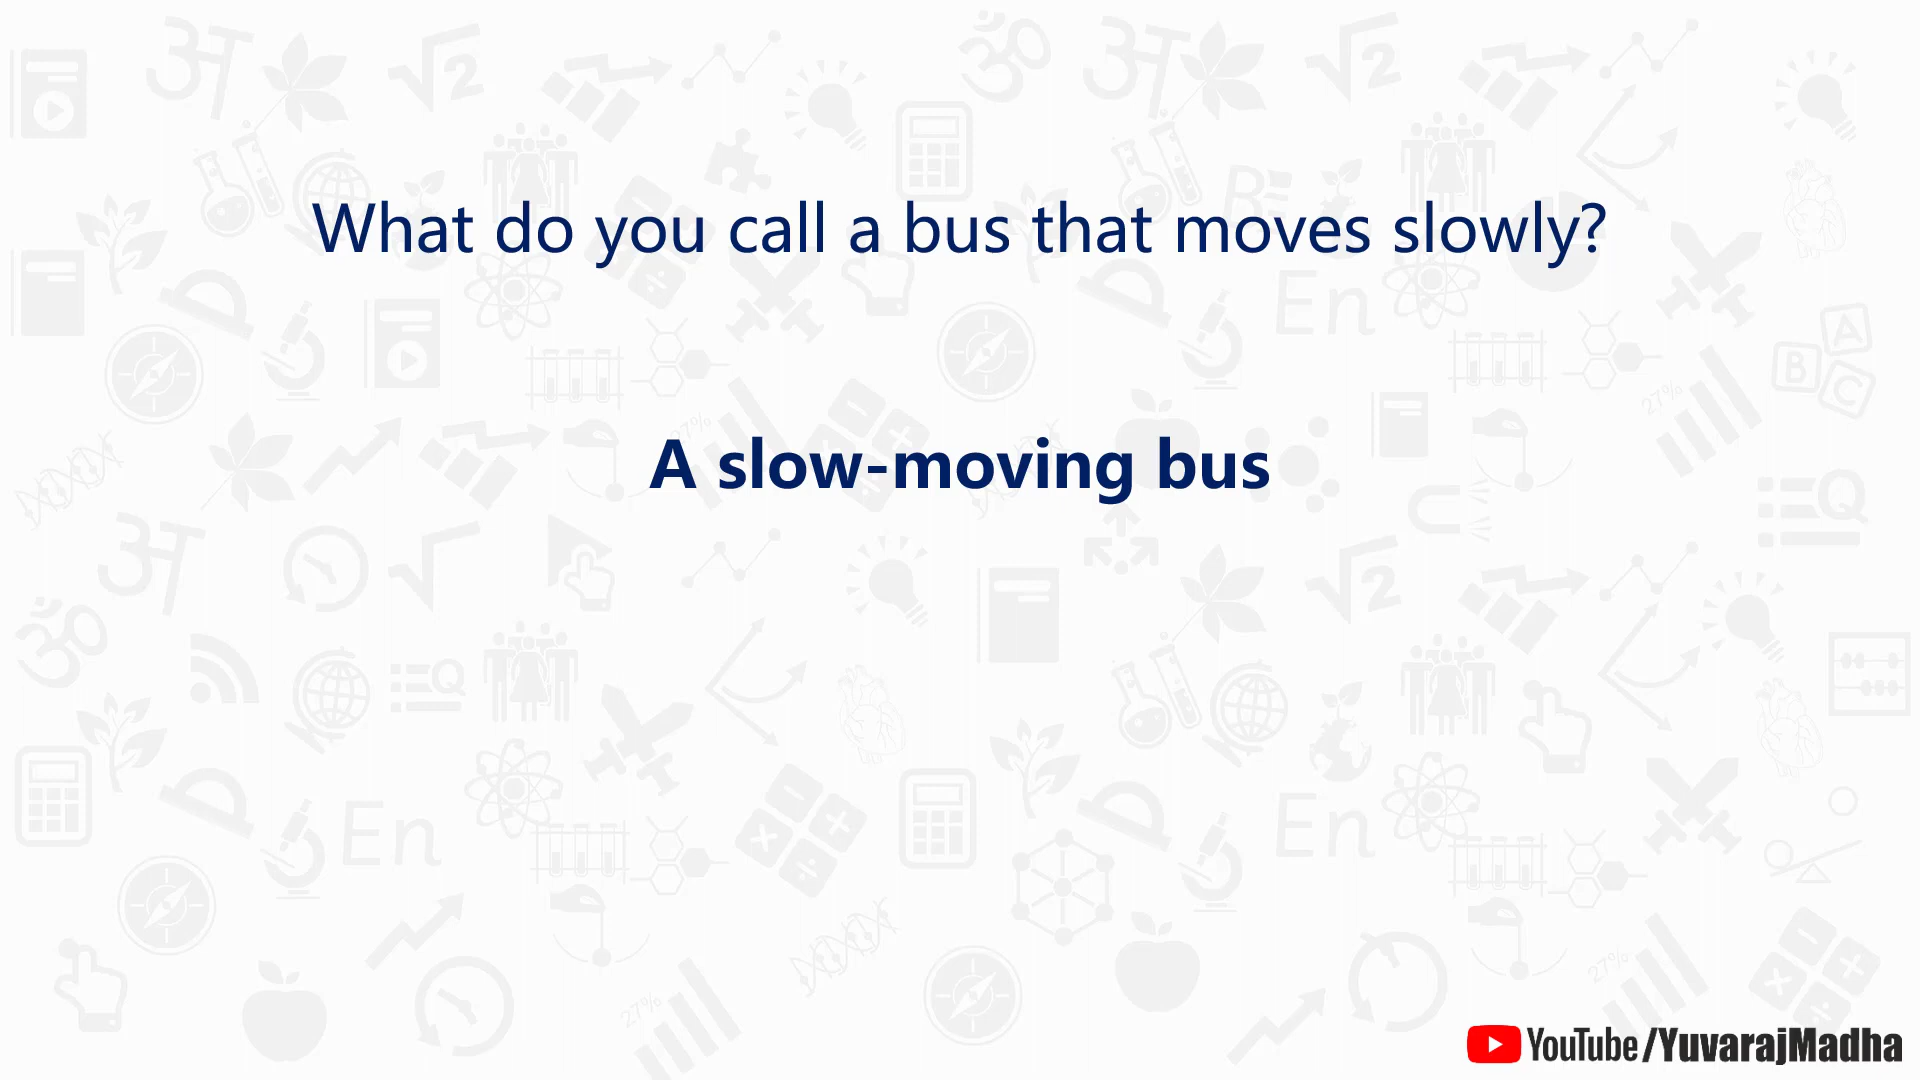 What do you call a bus that moves slowly?
A slow-moving bus
YouTube/YuvarajMadha